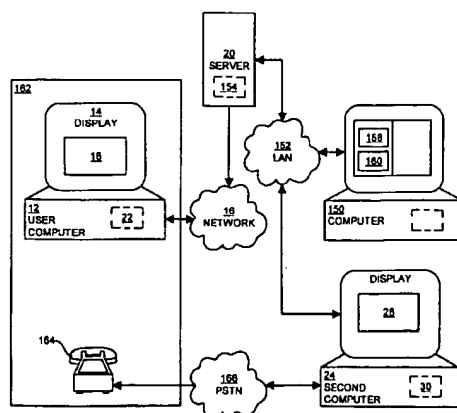 20
SERVER
154
162
14
DISPLAY
18
12
USER
COMPUTER
22
16
NETWORK
152
LAN
158
160
150
COMPUTER
DISPLAY
28
24
SECOND
COMPUTER
30
164
166
PSTN